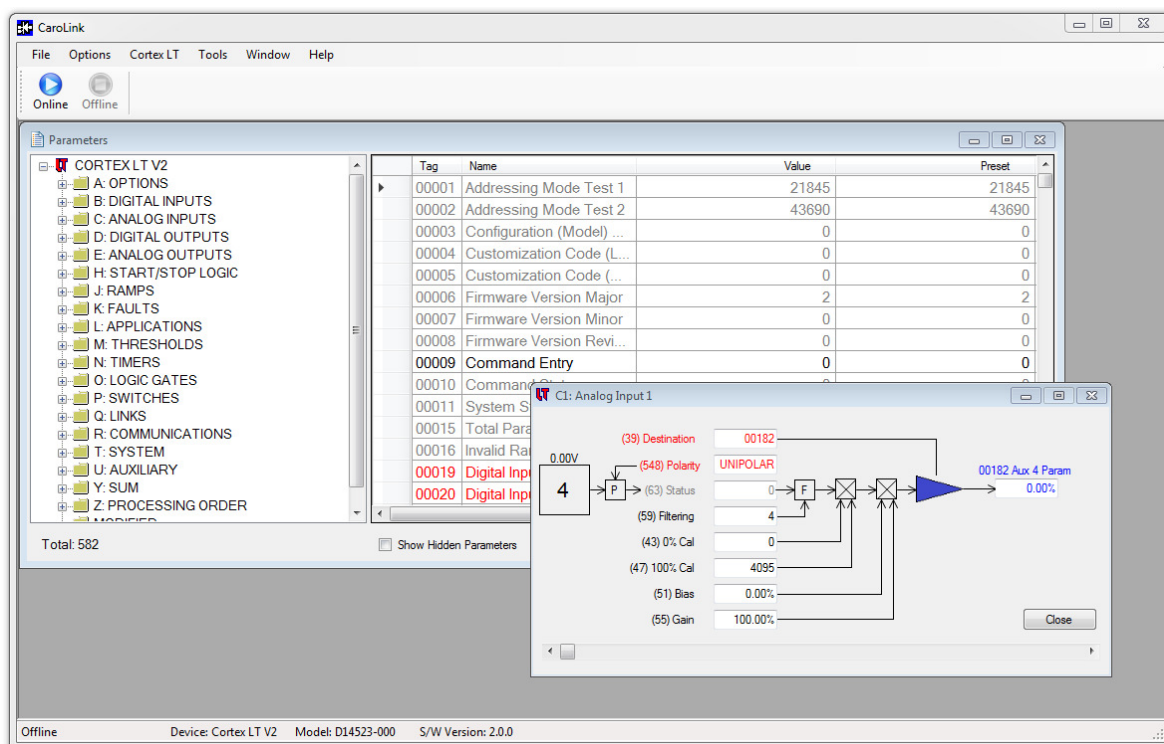 CaroLink
File Options Cortex LT Tools Window Help
Online Offline
Parameters
CORTEX LT V2
A: OPTIONS
B: DIGITAL INPUTS
C: ANALOG INPUTS
D: DIGITAL OUTPUTS
E: ANALOG OUTPUTS
H: START/STOP LOGIC
J: RAMPS
K: FAULTS
L: APPLICATIONS
M: THRESHOLDS
N: TIMERS
O: LOGIC GATES
P: SWITCHES
Q: LINKS
R: COMMUNICATIONS
T: SYSTEM
U: AUXILIARY
Y: SUM
Z: PROCESSING ORDER
Total: 582
Tag Name Value Preset
00001 Addressing Mode Test 1 21845 21845
00002 Addressing Mode Test 2 43690 43690
00003 Configuration (Model) ... 0 0
00004 Customization Code (L... 0 0
00005 Customization Code (... 0 0
00006 Firmware Version Major 2 2
00007 Firmware Version Minor 0 0
00008 Firmware Version Revi... 0 0
00009 Command Entry 0 0
00010 Command
00011 System S
00015 Total Para
00016 Invalid Ra
00019 Digital Inp
00020 Digital Inp
Show Hidden Parameters
LT C1: Analog Input 1
0.00V
4
P
(39) Destination 00182
(548) Polarity UNIPOLAR
(63) Status 0
F
(59) Filtering 4
(43) 0% Cal 0
(47) 100% Cal 4095
(51) Bias 0.00%
(55) Gain 100.00%
00182 Aux 4 Param
0.00%
Close
Offline Device: Cortex LT V2 Model: D14523-000 S/W Version: 2.0.0